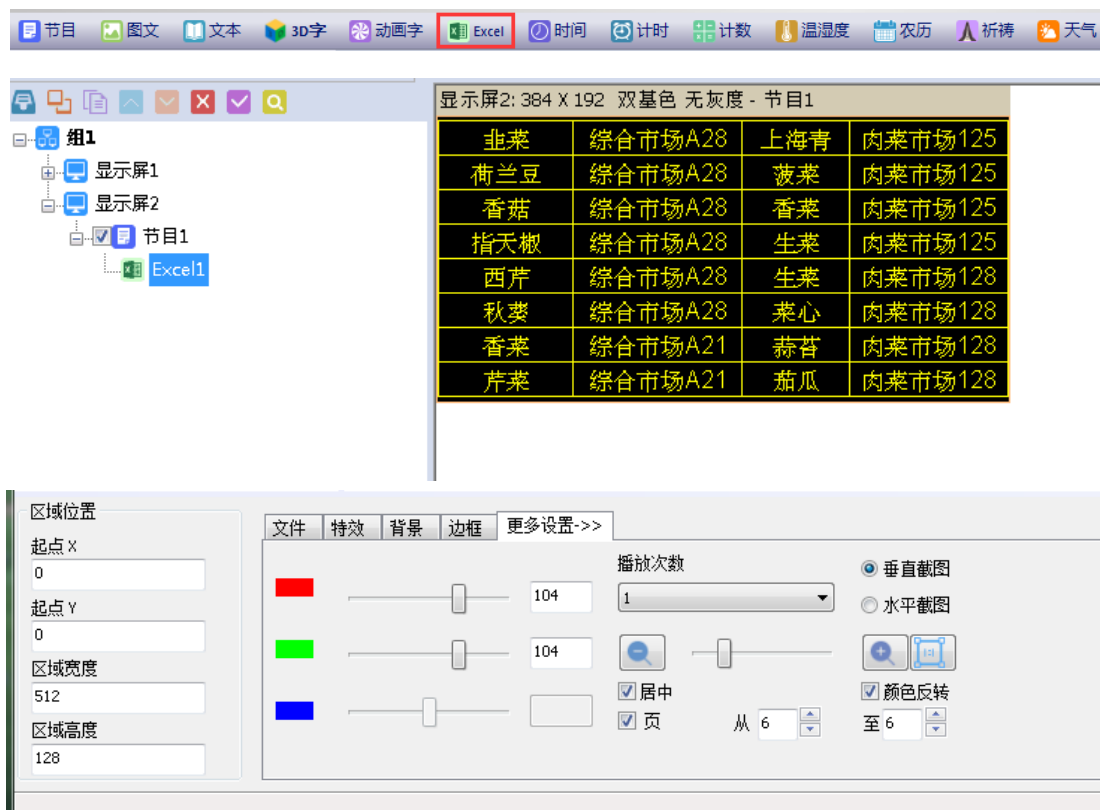 节目 图文 文本 3D字 动画字 Excel 时间 计时 计数 温湿度 农历 祈祷 天气
显示屏2: 384 X 192 双基色 无灰度 - 节目1
组1
显示屏1
显示屏2
节目1
Excel1
韭菜 综合市场A28 上海青 肉菜市场125
荷兰豆 综合市场A28 菠菜 肉菜市场125
香菇 综合市场A28 香菜 肉菜市场125
指天椒 综合市场A28 生菜 肉菜市场125
西芹 综合市场A28 生菜 肉菜市场128
秋葵 综合市场A28 菜心 肉菜市场128
香菜 综合市场A21 蒜苔 肉菜市场128
芹菜 综合市场A21 茄瓜 肉菜市场128
区域位置
起点 X
0
起点 Y
0
区域宽度
512
区域高度
128
文件 特效 背景 边框 更多设置->>
104
104
播放次数
1
垂直截图
水平截图
1:1
居中
颜色反转
页 从 6 至 6